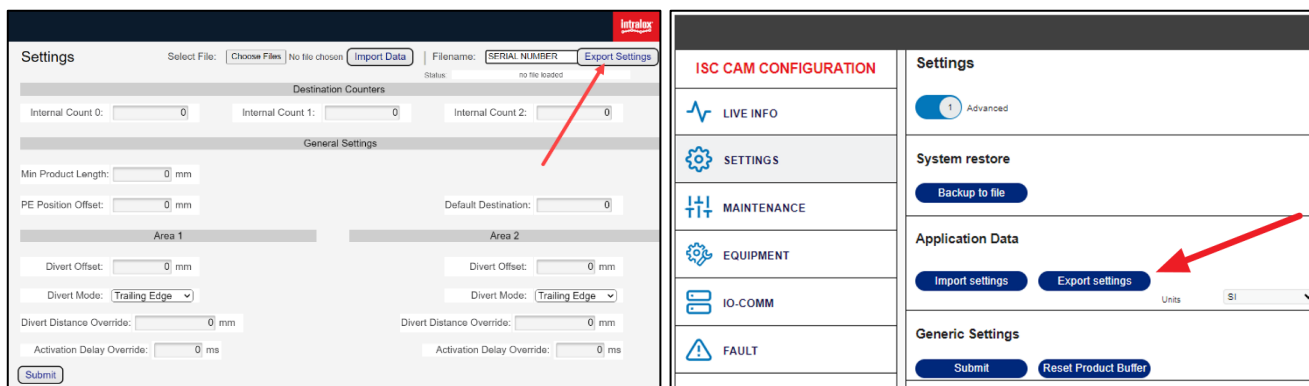 intralox
Settings Select File: Choose Files No file chosen Import Data Filename: SERIAL NUMBER Export Settings
Status: no file loaded
Destination Counters
Internal Count 0: 0 Internal Count 1: 0 Internal Count 2: 0
General Settings
Min Product Length: 0 mm
PE Position Offset: 0 mm Default Destination: 0
Area 1 Area 2
Divert Offset: 0 mm Divert Offset: 0 mm
Divert Mode: Trailing Edge Divert Mode: Trailing Edge
Divert Distance Override: 0 mm Divert Distance Override: 0 mm
Activation Delay Override: 0 ms Activation Delay Override: 0 ms
Submit
ISC CAM CONFIGURATION
LIVE INFO
SETTINGS
MAINTENANCE
EQUIPMENT
IO-COMM
FAULT
Settings
1 Advanced
System restore
Backup to file
Application Data
Import settings Export settings
Units SI
Generic Settings
Submit Reset Product Buffer